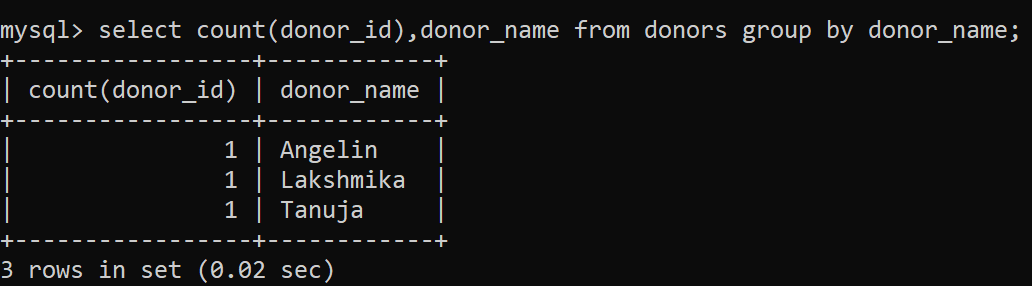 mysql> select count(donor_id),donor_name from donors group by donor_name;
+-----------------+------------+
| count(donor_id) | donor_name |
+-----------------+------------+
|               1 | Angelin    |
|               1 | Lakshmika  |
|               1 | Tanuja     |
+-----------------+------------+
3 rows in set (0.02 sec)